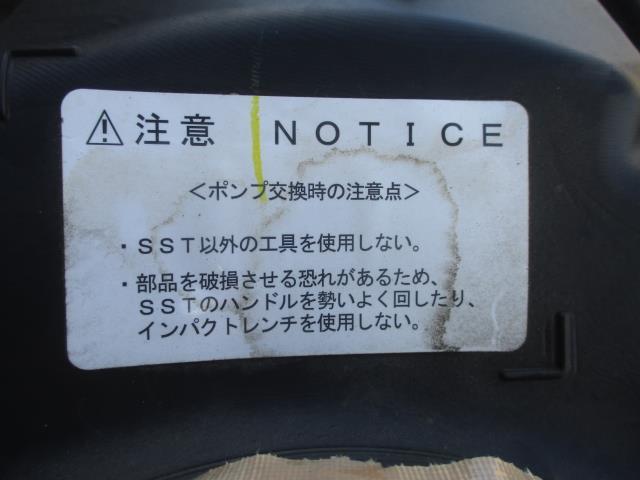 ⚠注意 NOTICE
<ポンプ交換時の注意点>
・SST以外の工具を使用しない。
・部品を破損させる恐れがあるため、
SSTのハンドルを勢いよく回したり、
インパクトレンチを使用しない。